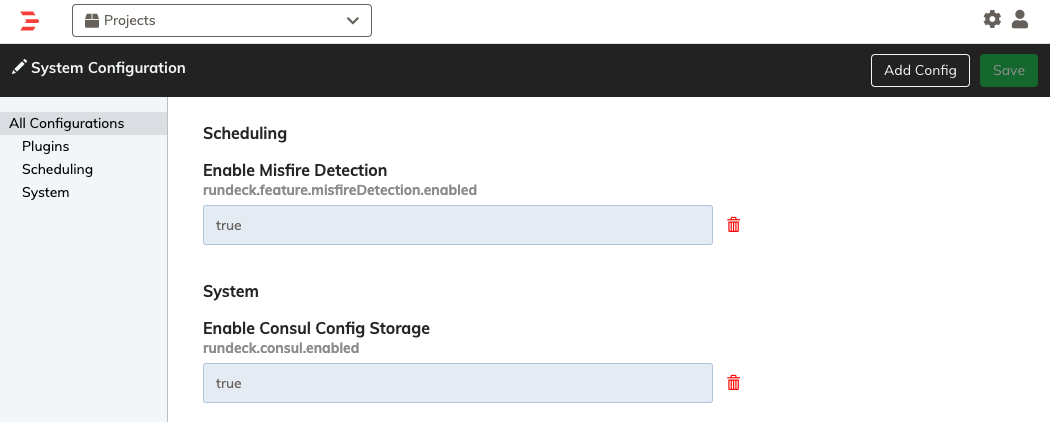 Projects
System Configuration
Add Config
Save
All Configurations
Plugins
Scheduling
System
Scheduling
Enable Misfire Detection
rundeck.feature.misfireDetection.enabled
true
System
Enable Consul Config Storage
rundeck.consul.enabled
true